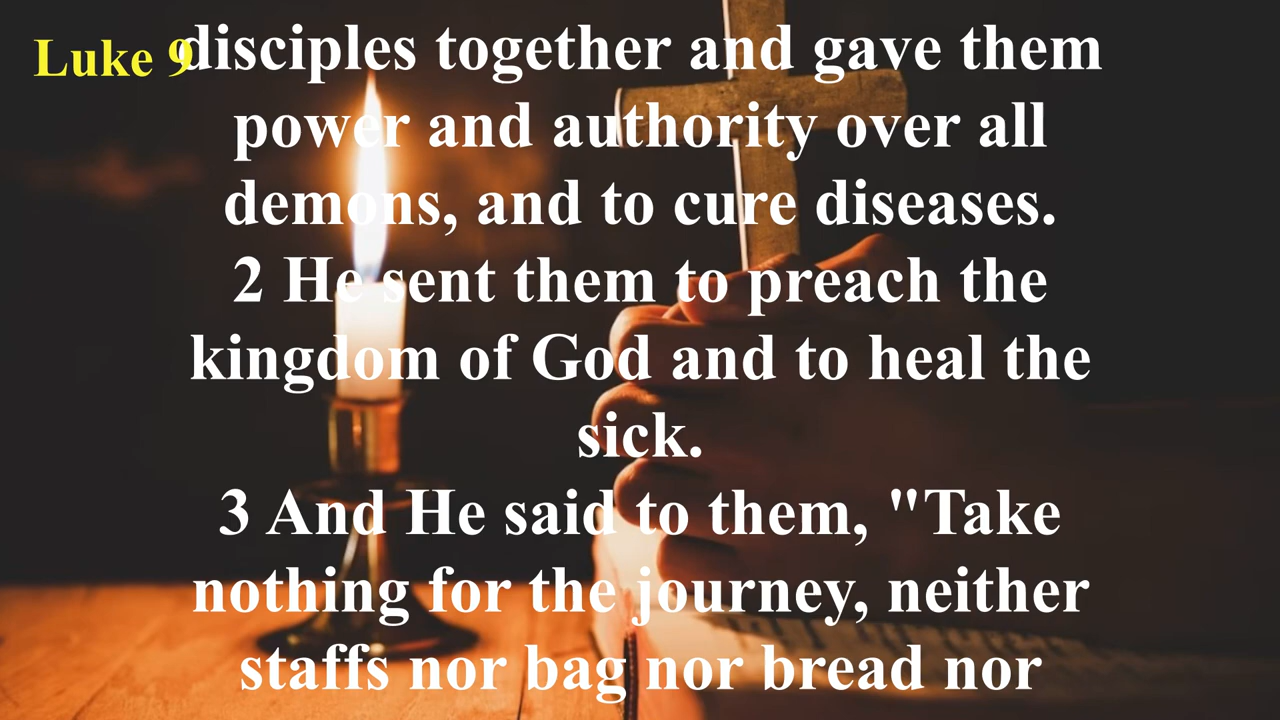 Luke 9
disciples together and gave them
power and authority over all
demons, and to cure diseases.
2 He sent them to preach the
kingdom of God and to heal the
sick.
3 And He said to them, "Take
nothing for the journey, neither
staffs nor bag nor bread nor